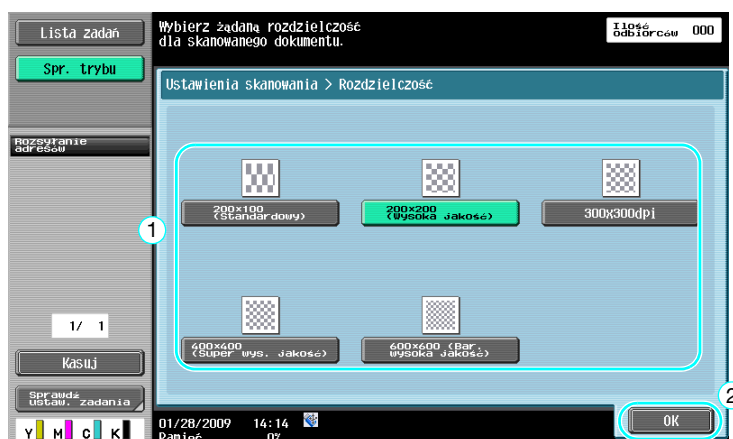 Lista zadań
Wybierz żądaną rozdzielczość
dla skanowanego dokumentu.
Ilość
odbiorców 000
Spr. trybu
Ustawienia skanowania > Rozdzielczość
Rozsyłanie
adresów
200×100
(Standardowy)
200×200
(Wysoka jakość)
300X300dpi
1
400×400
(Super wys. jakość)
600×600 (Bar.
wysoka jakość)
1/ 1
Kasuj
Sprawdź
ustaw. zadania
2
OK
01/28/2009 14:14
Pamięć 0%
Y M C K